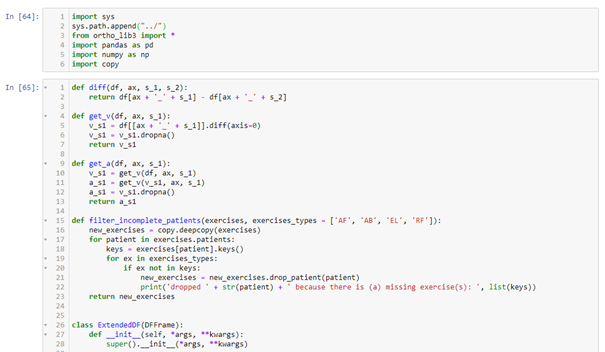 In [64]:
1 import sys
2 sys.path.append("../")
3 from ortho_lib3 import *
4 import pandas as pd
5 import numpy as np
6 import copy
In [65]:
1 def diff(df, ax, s_1, s_2):
2     return df[ax + '_' + s_1] - df[ax + '_' + s_2]
3
4 def get_v(df, ax, s_1):
5     v_s1 = df[[ax + '_' + s_1]].diff(axis=0)
6     v_s1 = v_s1.dropna()
7     return v_s1
8
9 def get_a(df, ax, s_1):
10     v_s1 = get_v(df, ax, s_1)
11     a_s1 = get_v(v_s1, ax, s_1)
12     a_s1 = v_s1.dropna()
13     return a_s1
14
15 def filter_incomplete_patients(exercises, exercises_types = ['AF', 'AB', 'EL', 'RF']):
16     new_exercises = copy.deepcopy(exercises)
17     for patient in exercises.patients:
18         keys = exercises[patient].keys()
19         for ex in exercises_types:
20             if ex not in keys:
21                 new_exercises = new_exercises.drop_patient(patient)
22                 print('dropped ' + str(patient) + ' because there is (a) missing exercise(s): ', list(keys))
23     return new_exercises
24
25
26 class ExtendedDF(DFFrame):
27     def __init__(self, *args, **kwargs):
28         super().__init__(*args, **kwargs)